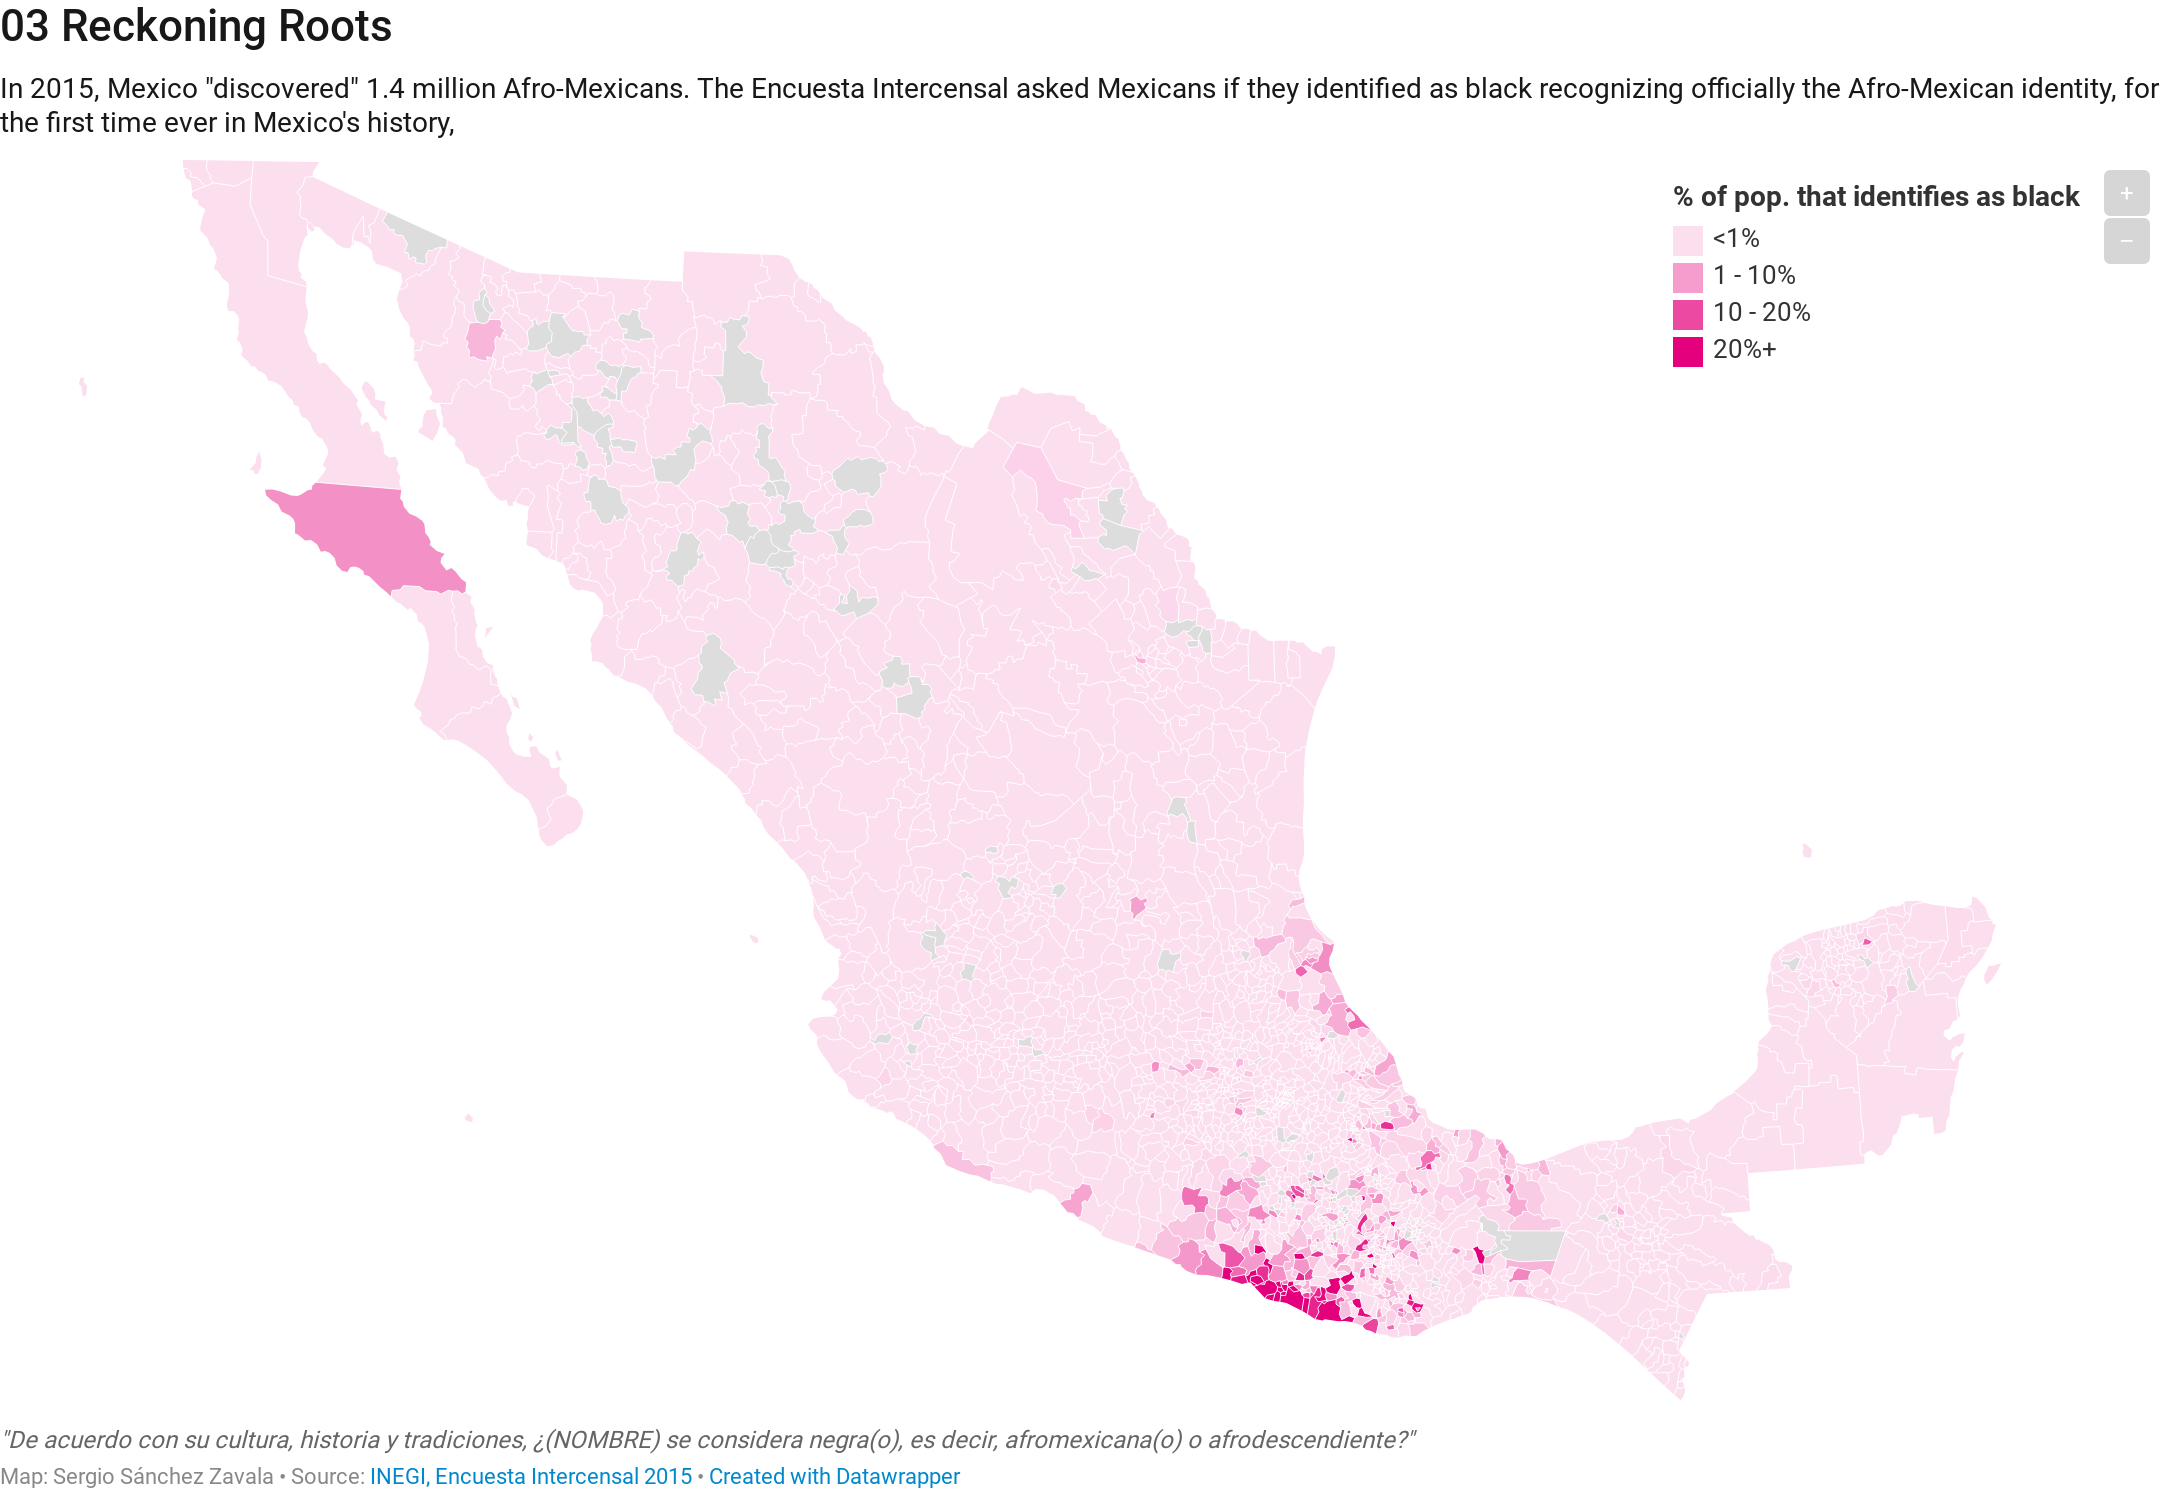 03 Reckoning Roots
In 2015, Mexico "discovered" 1.4 million Afro-Mexicans. The Encuesta Intercensal asked Mexicans if they identified as black recognizing officially the Afro-Mexican identity, for
the first time ever in Mexico's history,
% of pop. that identifies as black
+
−
<1%
1 - 10%
10 - 20%
20%+
"De acuerdo con su cultura, historia y tradiciones, ¿(NOMBRE) se considera negra(o), es decir, afromexicana(o) o afrodescendiente?"
Map: Sergio Sánchez Zavala • Source: INEGI, Encuesta Intercensal 2015 • Created with Datawrapper